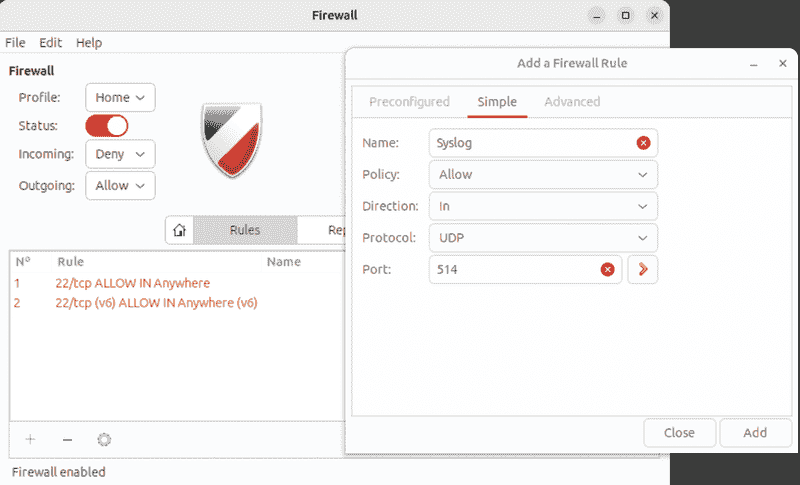 Firewall
File Edit Help
Firewall
Profile: Home
Status:
Incoming: Deny
Outgoing: Allow
Rules
Nº Rule Name
1 22/tcp ALLOW IN Anywhere
2 22/tcp (v6) ALLOW IN Anywhere (v6)
Firewall enabled
Add a Firewall Rule
Preconfigured Simple Advanced
Name: Syslog
Policy: Allow
Direction: In
Protocol: UDP
Port: 514
Close Add